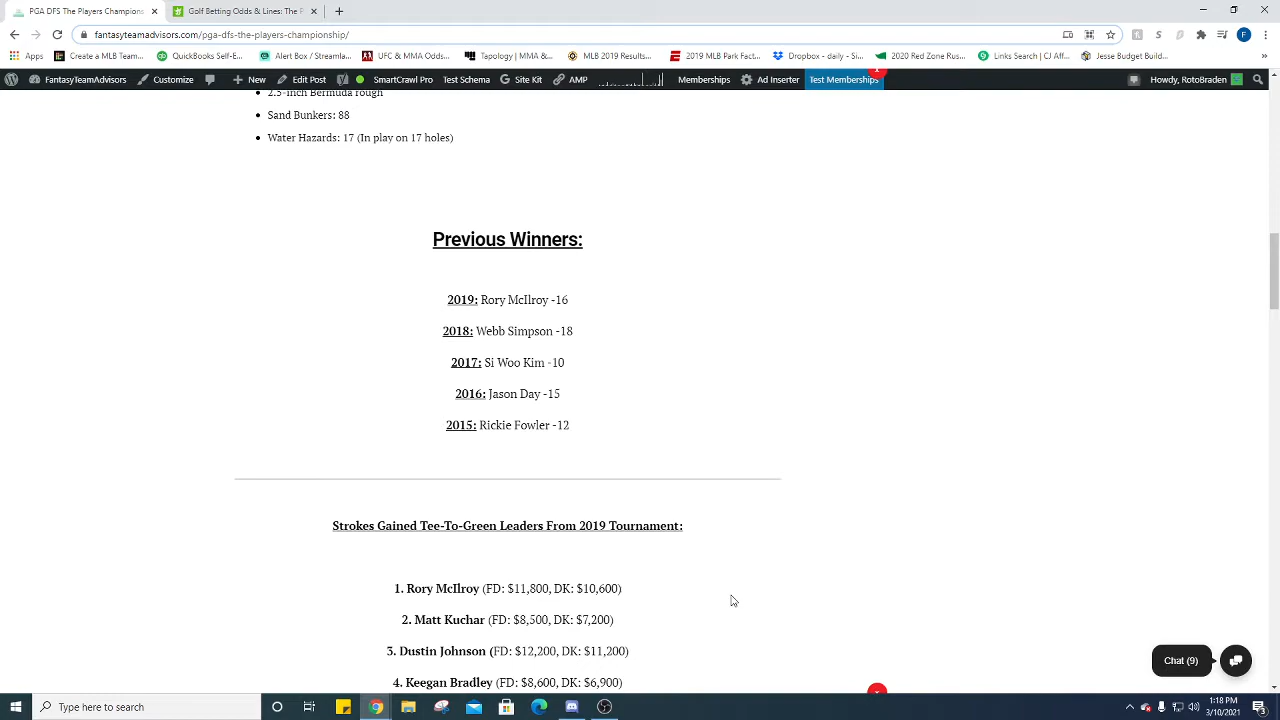 PGA DFS The Players Championship
Golf Betting Odds & Lines: The F
fantasyteamadvisors.com/pga-dfs-the-players-championship/
F
Apps
Create a MLB Team...
QuickBooks Self-E...
Alert Box / Streamla...
UFC & MMA Odds...
Tapology | MMA &...
MLB 2019 Results...
2019 MLB Park Fact...
Dropbox - daily - Si...
2020 Red Zone Rus...
Links Search | CJ Aff...
Jesse Budget Buil...
FantasyTeamAdvisors
Customize
New
Edit Post
SmartCrawl Pro
Test Schema
Site Kit
AMP
Memberships
Ad Inserter
Test Memberships
Howdy, RotoBraden
2.5-inch Bermuda rough
Sand Bunkers: 88
Water Hazards: 17 (In play on 17 holes)
Previous Winners:
2019: Rory McIlroy -16
2018: Webb Simpson -18
2017: Si Woo Kim -10
2016: Jason Day -15
2015: Rickie Fowler -12
Strokes Gained Tee-To-Green Leaders From 2019 Tournament:
1. Rory McIlroy (FD: $11,800, DK: $10,600)
2. Matt Kuchar (FD: $8,500, DK: $7,200)
3. Dustin Johnson (FD: $12,200, DK: $11,200)
4. Keegan Bradley (FD: $8,600, DK: $6,900)
Chat (9)
Type here to search
1:18 PM
3/10/2021